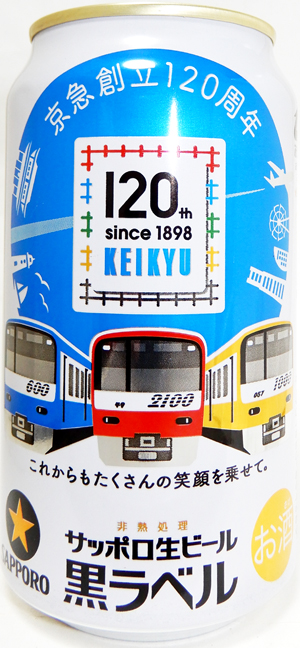 京急創立120周年
120th
since 1898
KEIKYU
600
49
2100
057
1000
これからもたくさんの笑顔を乗せて。
非熱処理
サッポロ生ビール
黒ラベル
SAPPORO
お酒